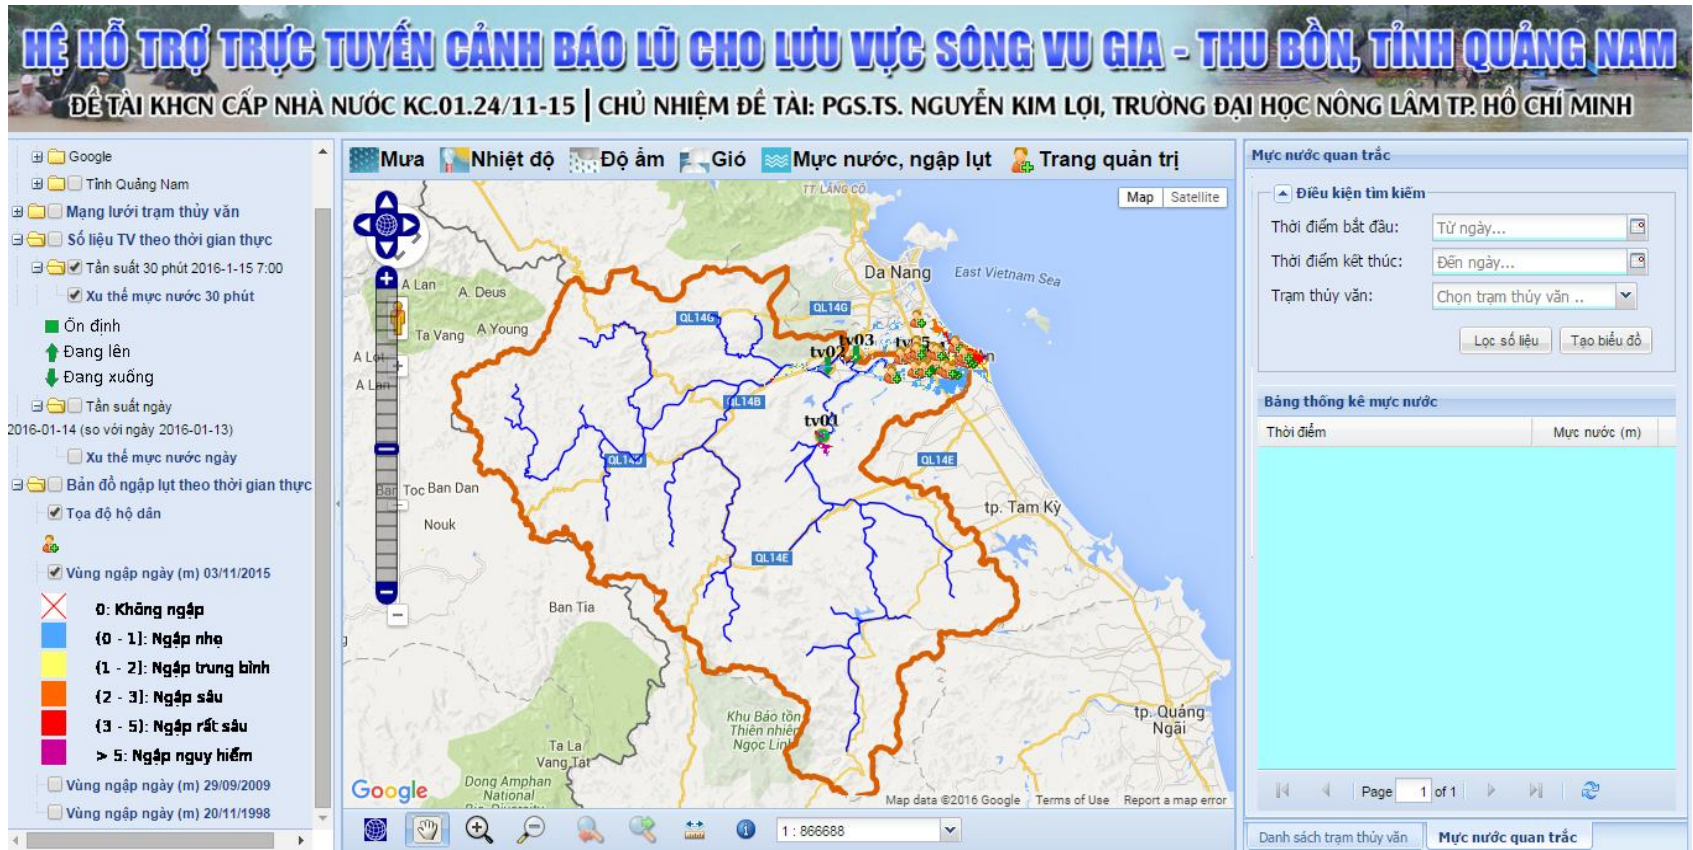 HỆ HỖ TRỢ TRỰC TUYẾN CẢNH BÁO LŨ CHO LƯU VỰC SÔNG VU GIA - THU BỒN, TỈNH QUẢNG NAM
ĐỀ TÀI KHCN CẤP NHÀ NƯỚC KC.01.24/11-15 | CHỦ NHIỆM ĐỀ TÀI: PGS.TS. NGUYỄN KIM LỢI, TRƯỜNG ĐẠI HỌC NÔNG LÂM TP. HỒ CHÍ MINH
Google
Tỉnh Quảng Nam
Mạng lưới trạm thủy văn
Số liệu TV theo thời gian thực
Tần suất 30 phút 2016-1-15 7:00
Xu thế mực nước 30 phút
Ổn định
Đang lên
Đang xuống
Tần suất ngày
2016-01-14 (so với ngày 2016-01-13)
Xu thế mực nước ngày
Bản đồ ngập lụt theo thời gian thực
Tọa độ hộ dân
Vùng ngập ngày (m) 03/11/2015
0: Không ngập
(0 - 1]: Ngập nhẹ
(1 - 2]: Ngập trung bình
(2 - 3]: Ngập sâu
(3 - 5]: Ngập rất sâu
> 5: Ngập nguy hiểm
Vùng ngập ngày (m) 29/09/2009
Vùng ngập ngày (m) 20/11/1998
Mưa Nhiệt độ Độ ẩm Gió Mực nước, ngập lụt Trang quản trị
TT LĂNG CÔ
Map Satellite
Da Nang
East Vietnam Sea
A Lan
A. Deus
QL14G
QL14G
Ta Vang
A Young
tv03
tv02
A Lan
QL14B
tv01
QL14D
QL14E
Ban Dan
tp. Tam Kỳ
Nouk
QL14E
Ban Tia
Khu Bảo tồn
Thiên nhiên
Ngọc Linh
tp. Quảng
Ngãi
Ta La
Vang Tat
Dong Amphan
National
Google
Map data ©2016 Google Terms of Use Report a map error
1 : 866688
Mực nước quan trắc
Điều kiện tìm kiếm
Thời điểm bắt đầu: Từ ngày...
Thời điểm kết thúc: Đến ngày...
Trạm thủy văn: Chọn trạm thủy văn ..
Lọc số liệu Tạo biểu đồ
Bảng thống kê mực nước
Thời điểm Mực nước (m)
Page 1 of 1
Danh sách trạm thủy văn Mực nước quan trắc